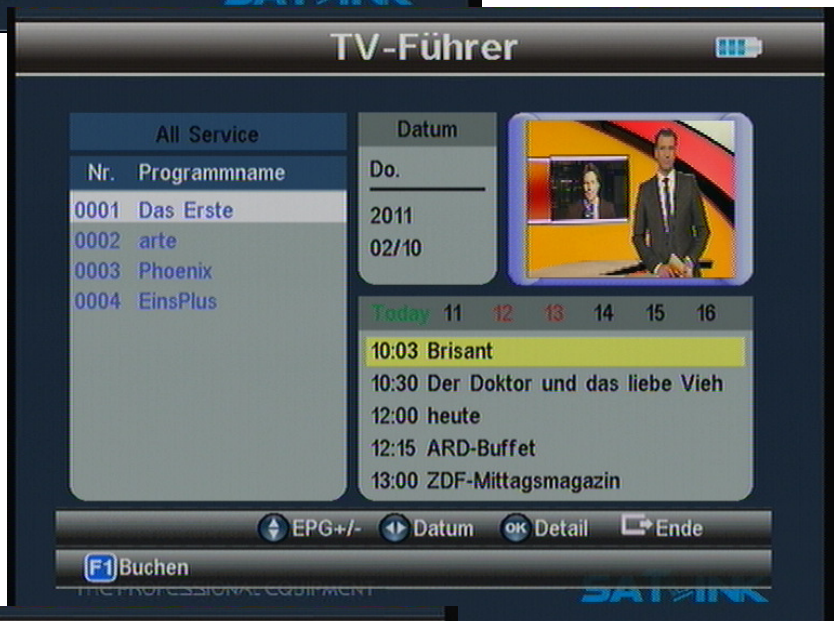 TV-Führer
All Service
Nr. Programmname
0001 Das Erste
0002 arte
0003 Phoenix
0004 EinsPlus
Datum
Do.
2011
02/10
Today 11 12 13 14 15 16
10:03 Brisant
10:30 Der Doktor und das liebe Vieh
12:00 heute
12:15 ARD-Buffet
13:00 ZDF-Mittagsmagazin
EPG+/- Datum OK Detail Ende
F1 Buchen
THE PROFESSIONAL EQUIPMENT
SATLINK